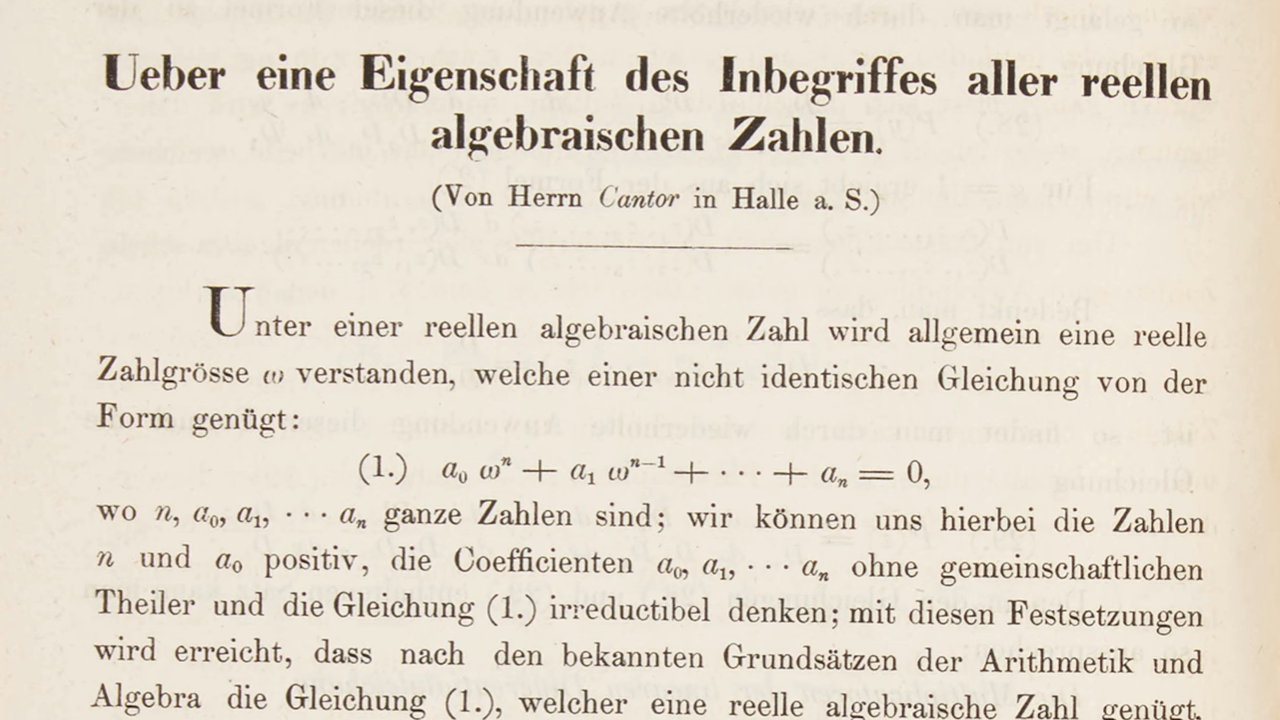 Ueber eine Eigenschaft des Inbegriffes aller reellen
algebraischen Zahlen.
(Von Herrn Cantor in Halle a. S.)
Unter einer reellen algebraischen Zahl wird allgemein eine reelle
Zahlgrösse ω verstanden, welche einer nicht identischen Gleichung von der
Form genügt:
(1.) a₀ ωⁿ + a₁ ωⁿ⁻¹ + · · · + aₙ = 0,
wo n, a₀, a₁, · · · aₙ ganze Zahlen sind; wir können uns hierbei die Zahlen
n und a₀ positiv, die Coefficienten a₀, a₁, · · · aₙ ohne gemeinschaftlichen
Theiler und die Gleichung (1.) irreductibel denken; mit diesen Festsetzungen
wird erreicht, dass nach den bekannten Grundsätzen der Arithmetik und
Algebra die Gleichung (1.), welcher eine reelle algebraische Zahl genügt,